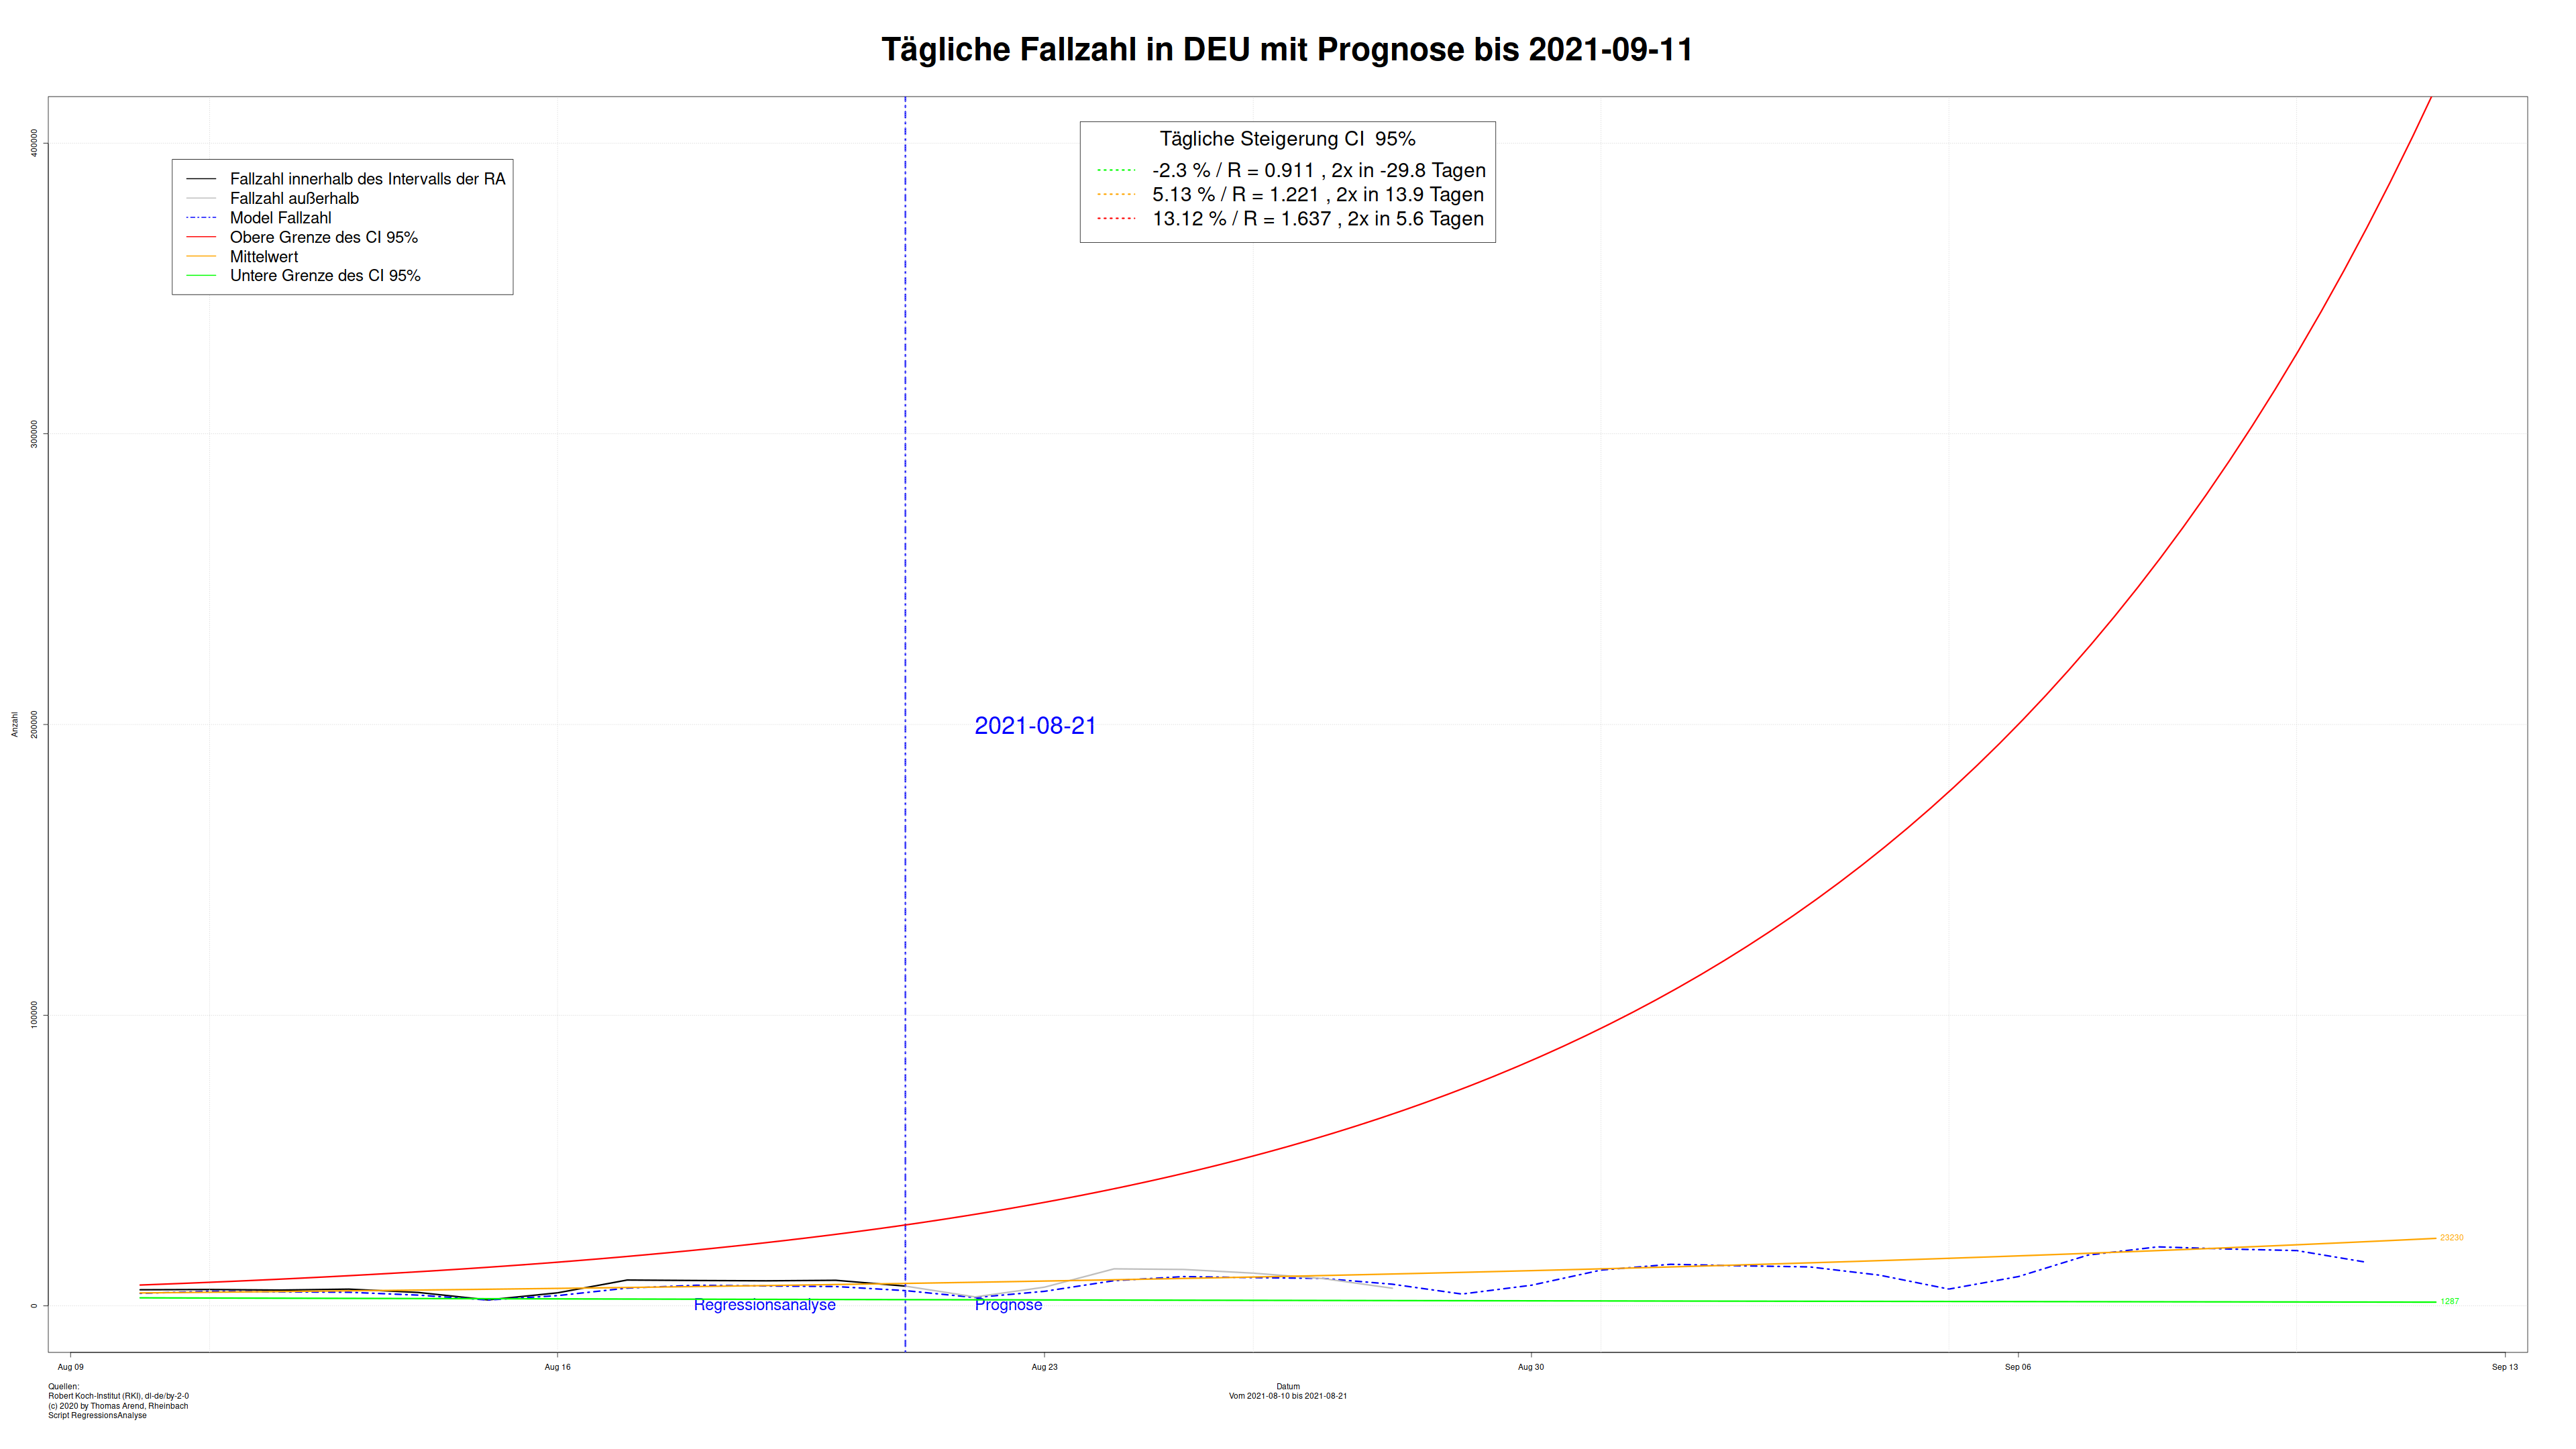 Tägliche Fallzahl in DEU mit Prognose bis 2021-09-11
Fallzahl innerhalb des Intervalls der RA
Fallzahl außerhalb
Model Fallzahl
Obere Grenze des CI 95%
Mittelwert
Untere Grenze des CI 95%
Tägliche Steigerung CI 95%
-2.3 % / R = 0.911 , 2x in -29.8 Tagen
5.13 % / R = 1.221 , 2x in 13.9 Tagen
13.12 % / R = 1.637 , 2x in 5.6 Tagen
400000
300000
200000
100000
0
Anzahl
2021-08-21
Regressionsanalyse
Prognose
23230
1287
Aug 09
Aug 16
Aug 23
Aug 30
Sep 06
Sep 13
Datum
Vom 2021-08-10 bis 2021-08-21
Quellen:
Robert Koch-Institut (RKI), dl-de/by-2-0
(c) 2020 by Thomas Arend, Rheinbach
Script RegressionsAnalyse